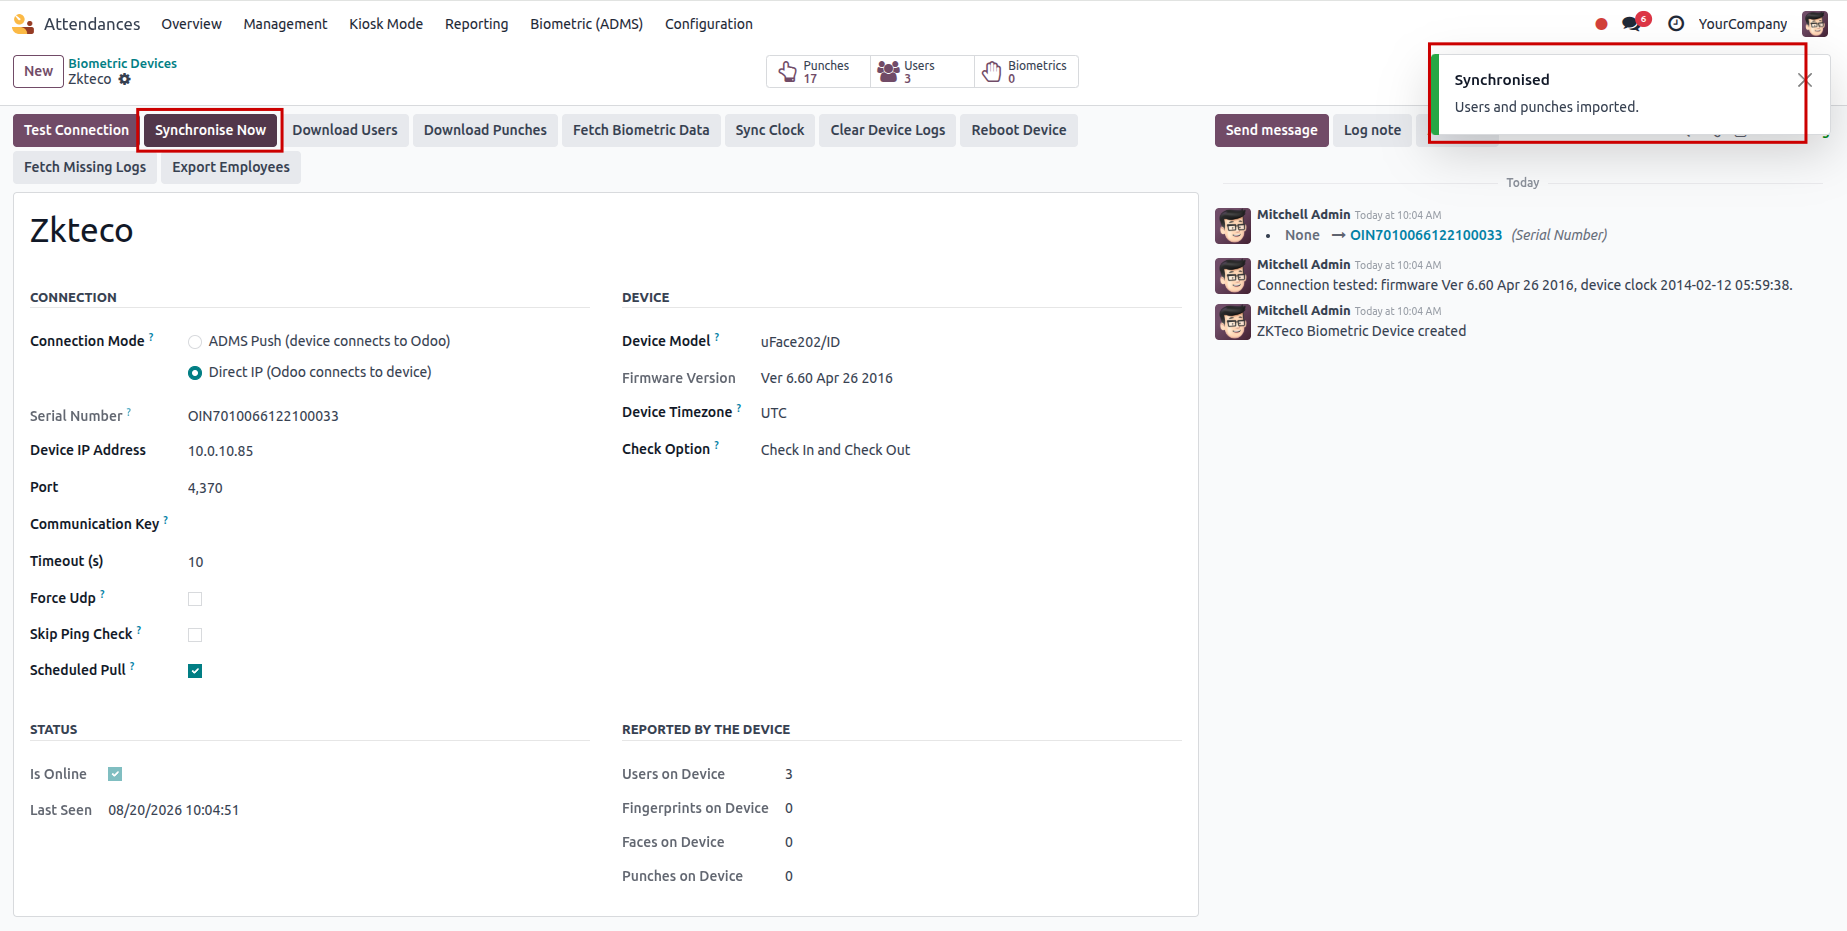 Attendances Overview Management Kiosk Mode Reporting Biometric (ADMS) Configuration 6 YourCompany
New
Biometric Devices
Zkteco
Punches
17
Users
3
Biometrics
0
Synchronised
Users and punches imported.
Test Connection Synchronise Now Download Users Download Punches Fetch Biometric Data Sync Clock Clear Device Logs Reboot Device
Fetch Missing Logs Export Employees
Send message Log note
Today
Mitchell Admin Today at 10:04 AM
• None → OIN7010066122100033 (Serial Number)
Mitchell Admin Today at 10:04 AM
Connection tested: firmware Ver 6.60 Apr 26 2016, device clock 2014-02-12 05:59:38.
Mitchell Admin Today at 10:04 AM
ZKTeco Biometric Device created
Zkteco
CONNECTION
Connection Mode ?
ADMS Push (device connects to Odoo)
Direct IP (Odoo connects to device)
Serial Number ? OIN7010066122100033
Device IP Address 10.0.10.85
Port 4,370
Communication Key ?
Timeout (s) 10
Force Udp ?
Skip Ping Check ?
Scheduled Pull ?
DEVICE
Device Model ? uFace202/ID
Firmware Version Ver 6.60 Apr 26 2016
Device Timezone ? UTC
Check Option ? Check In and Check Out
STATUS
Is Online
Last Seen 08/20/2026 10:04:51
REPORTED BY THE DEVICE
Users on Device 3
Fingerprints on Device 0
Faces on Device 0
Punches on Device 0